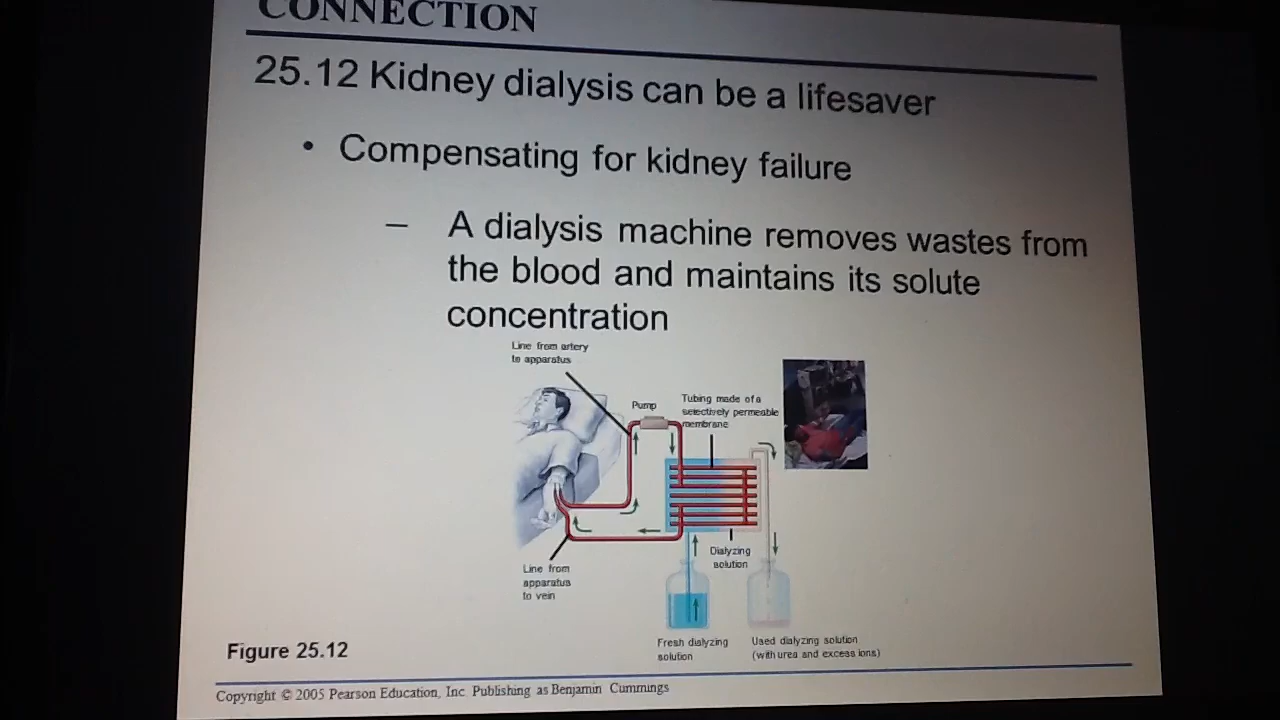 CONNECTION
25.12 Kidney dialysis can be a lifesaver
• Compensating for kidney failure
– A dialysis machine removes wastes from
the blood and maintains its solute
concentration
Line from artery
to apparatus
Pump
Tubing made of a
selectively permeable
membrane
Dialyzing
solution
Line from
apparatus
to vein
Fresh dialyzing
solution
Used dialyzing solution
(with urea and excess ions)
Figure 25.12
Copyright © 2005 Pearson Education, Inc. Publishing as Benjamin Cummings